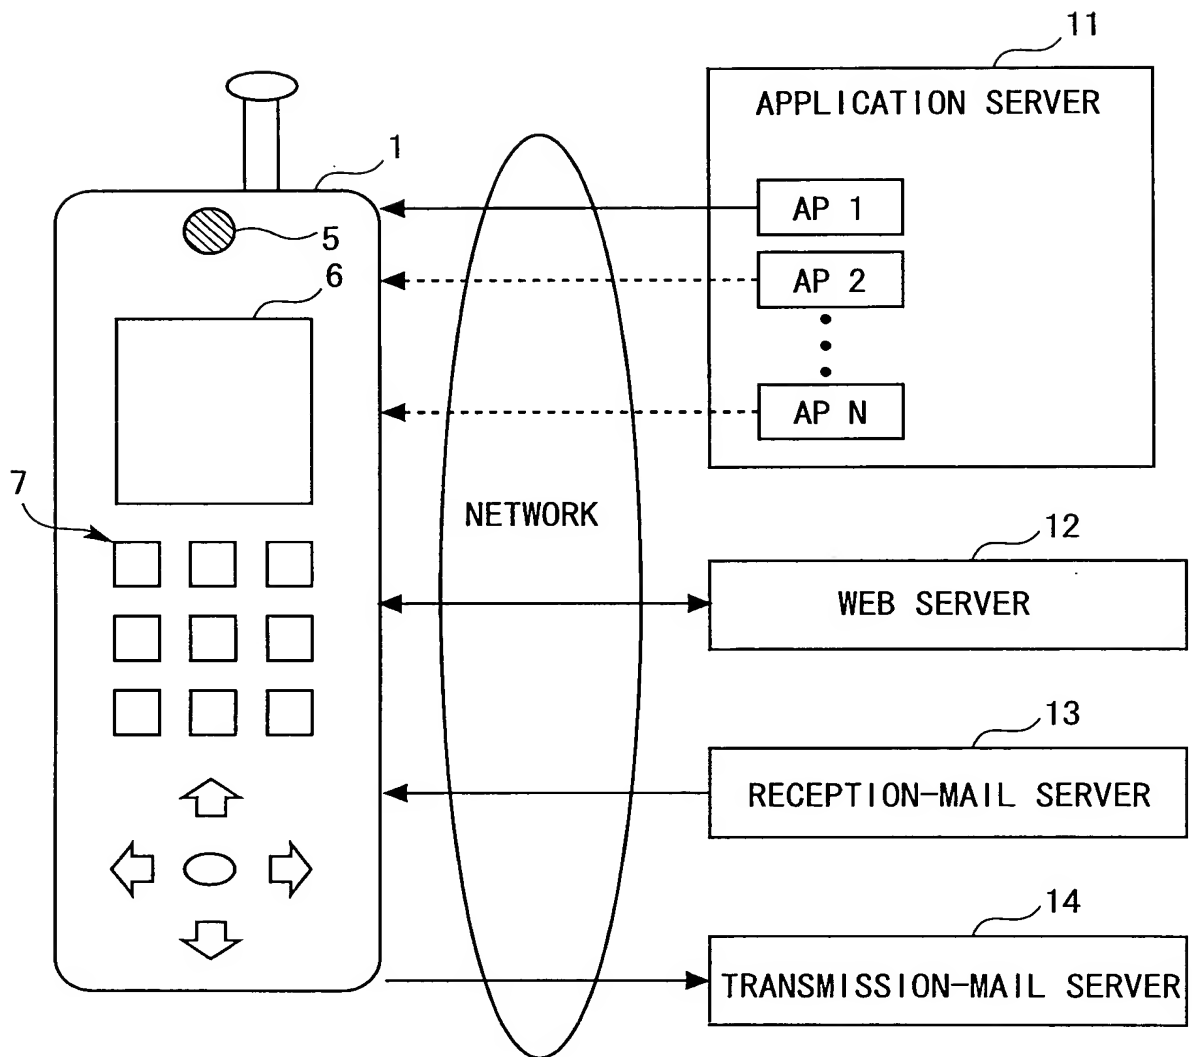 11
APPLICATION SERVER
1
AP 1
5
AP 2
6
AP N
7
NETWORK
12
WEB SERVER
13
RECEPTION-MAIL SERVER
14
TRANSMISSION-MAIL SERVER